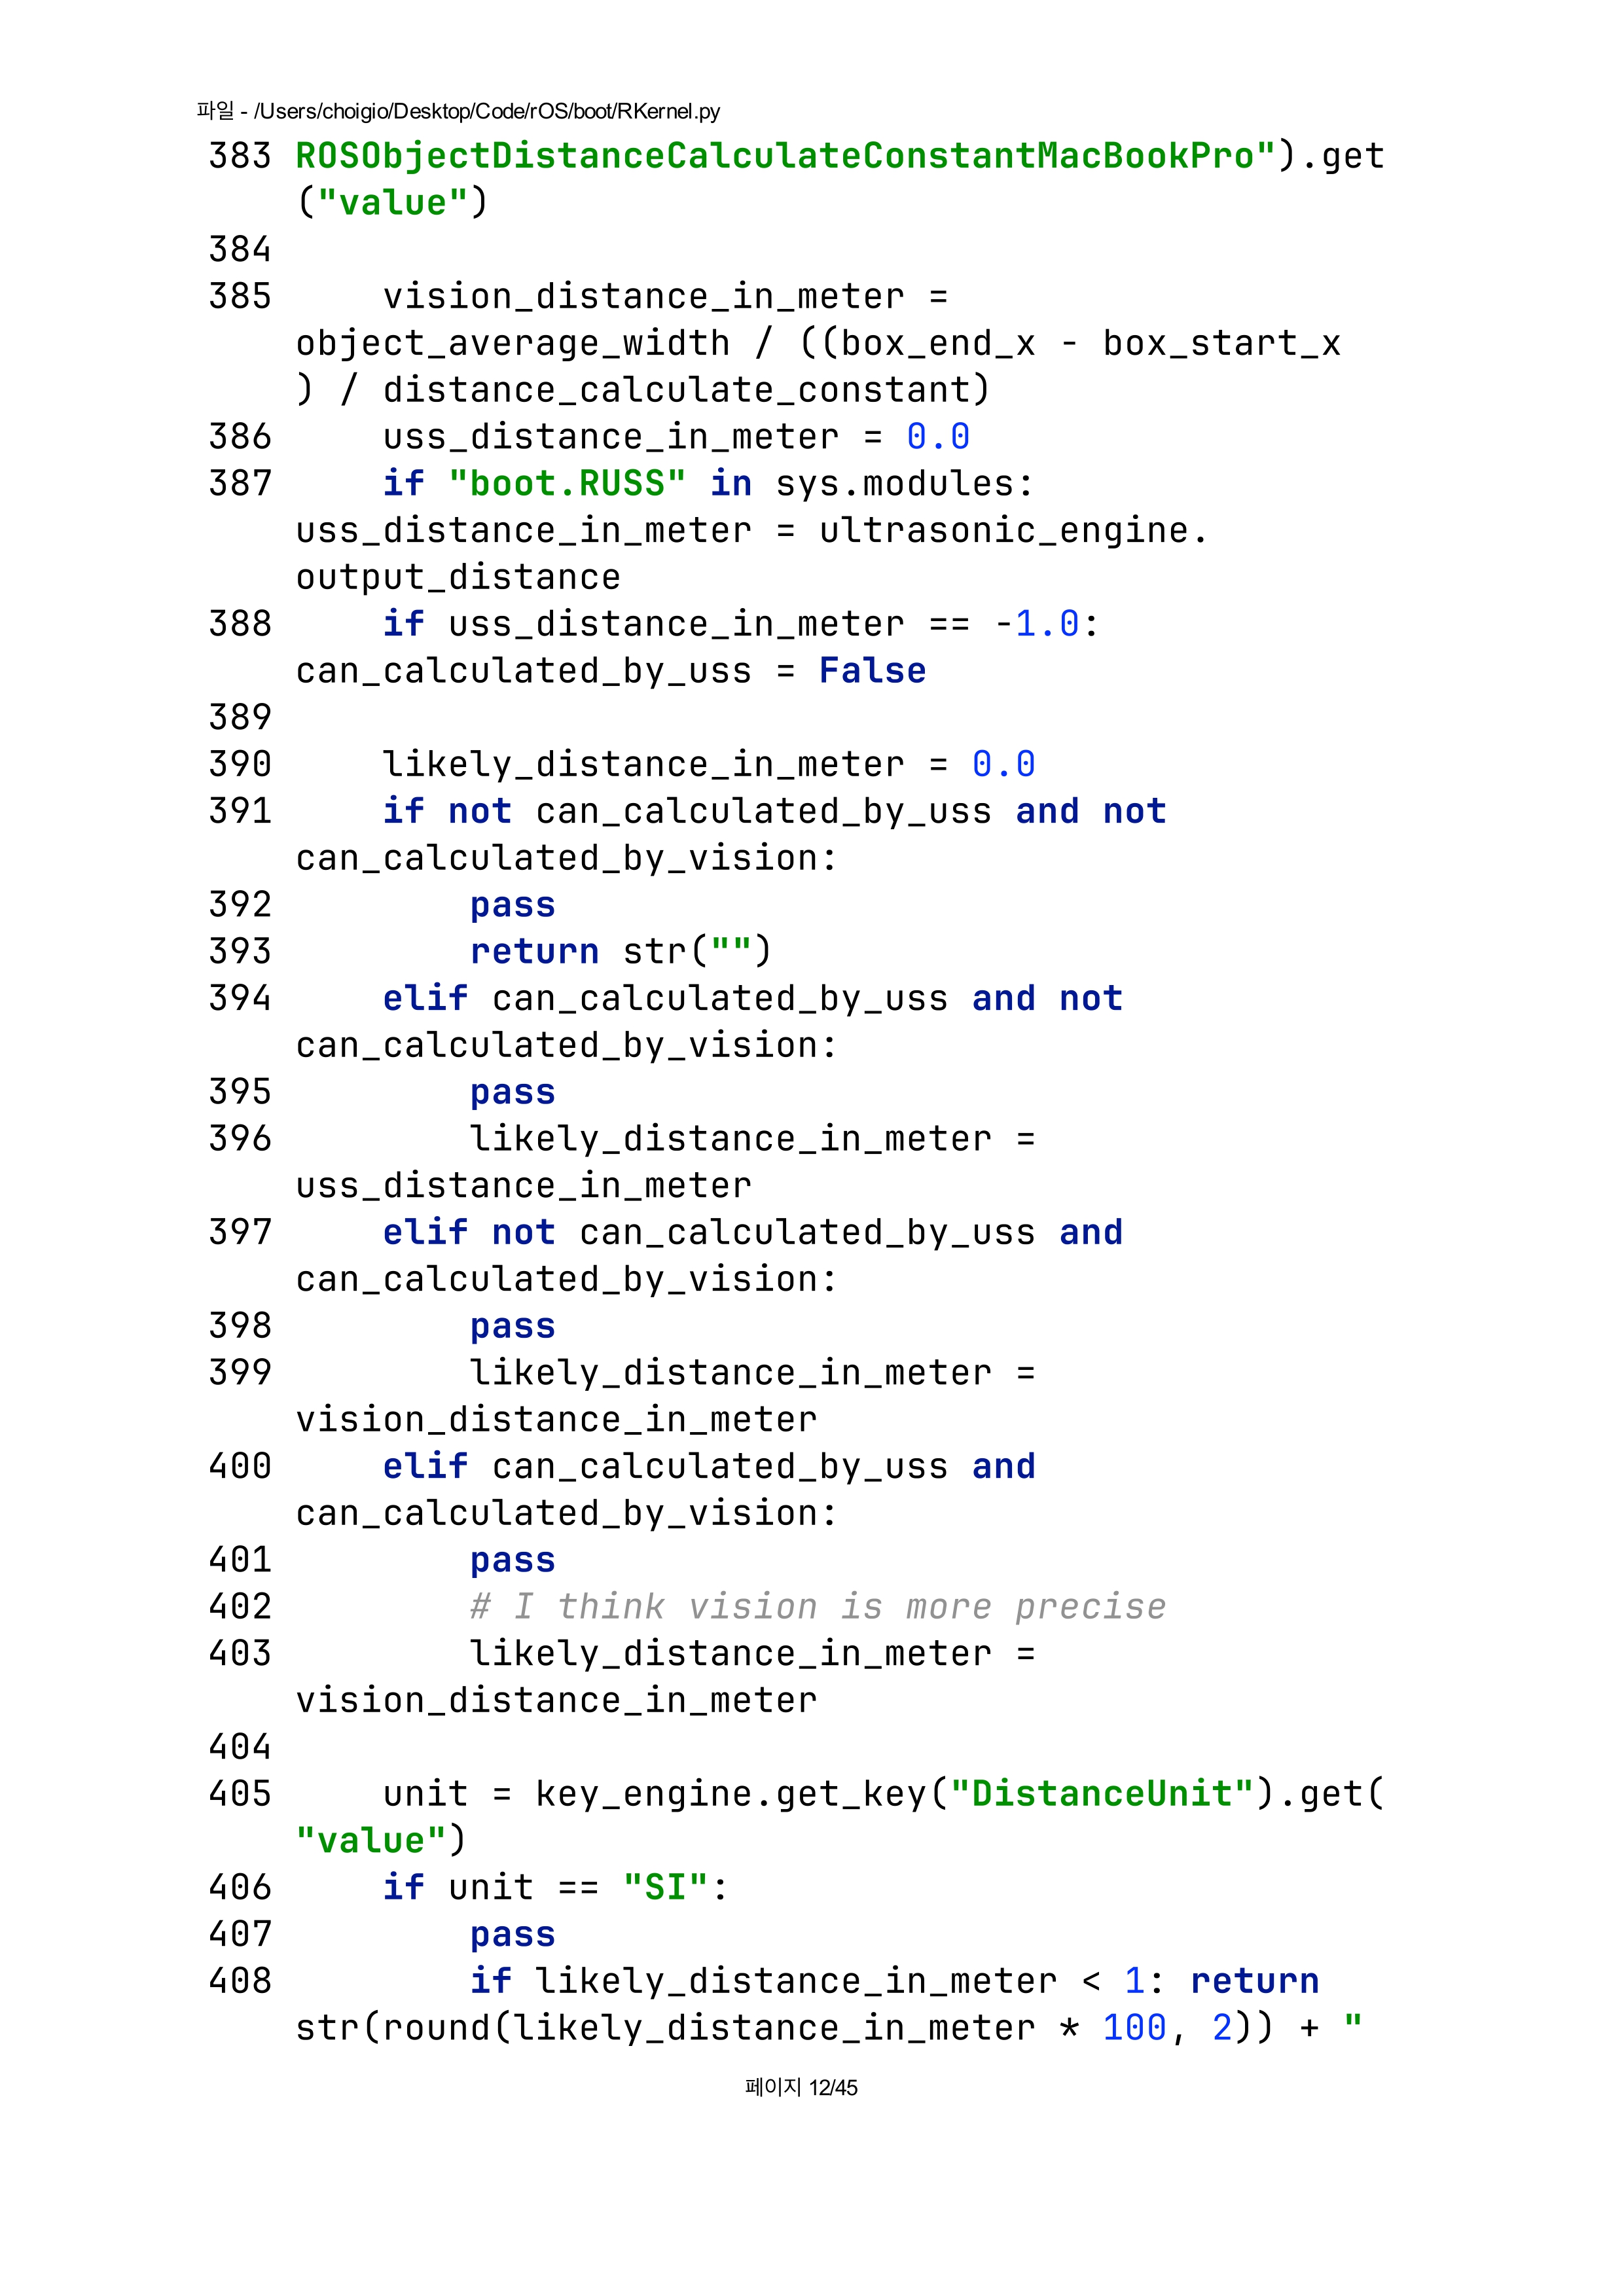 파일 - /Users/choigio/Desktop/Code/rOS/boot/RKernel.py
383 ROSObjectDistanceCalculateConstantMacBookPro").get
("value")
384
385     vision_distance_in_meter =
object_average_width / ((box_end_x - box_start_x
) / distance_calculate_constant)
386     uss_distance_in_meter = 0.0
387     if "boot.RUSS" in sys.modules:
uss_distance_in_meter = ultrasonic_engine.
output_distance
388     if uss_distance_in_meter == -1.0:
can_calculated_by_uss = False
389
390     likely_distance_in_meter = 0.0
391     if not can_calculated_by_uss and not
can_calculated_by_vision:
392         pass
393         return str("")
394     elif can_calculated_by_uss and not
can_calculated_by_vision:
395         pass
396         likely_distance_in_meter =
uss_distance_in_meter
397     elif not can_calculated_by_uss and
can_calculated_by_vision:
398         pass
399         likely_distance_in_meter =
vision_distance_in_meter
400     elif can_calculated_by_uss and
can_calculated_by_vision:
401         pass
402         # I think vision is more precise
403         likely_distance_in_meter =
vision_distance_in_meter
404
405     unit = key_engine.get_key("DistanceUnit").get(
"value")
406     if unit == "SI":
407         pass
408         if likely_distance_in_meter < 1: return
str(round(likely_distance_in_meter * 100, 2)) + "
페이지 12/45